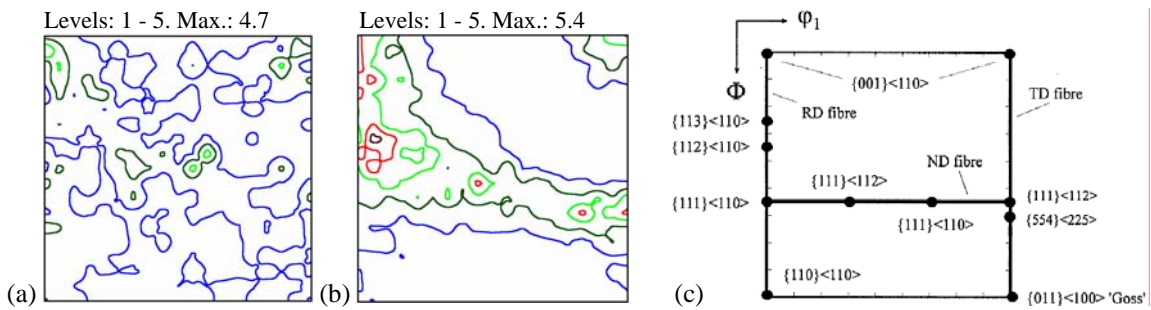 Levels: 1 - 5. Max.: 4.7
Levels: 1 - 5. Max.: 5.4
(a)
(b)
(c)
φ1
Φ
{001}<110>
RD fibre
TD fibre
{113}<110>
{112}<110>
ND fibre
{111}<112>
{111}<110>
{111}<110>
{111}<112>
{554}<225>
{110}<110>
{011}<100> 'Goss'